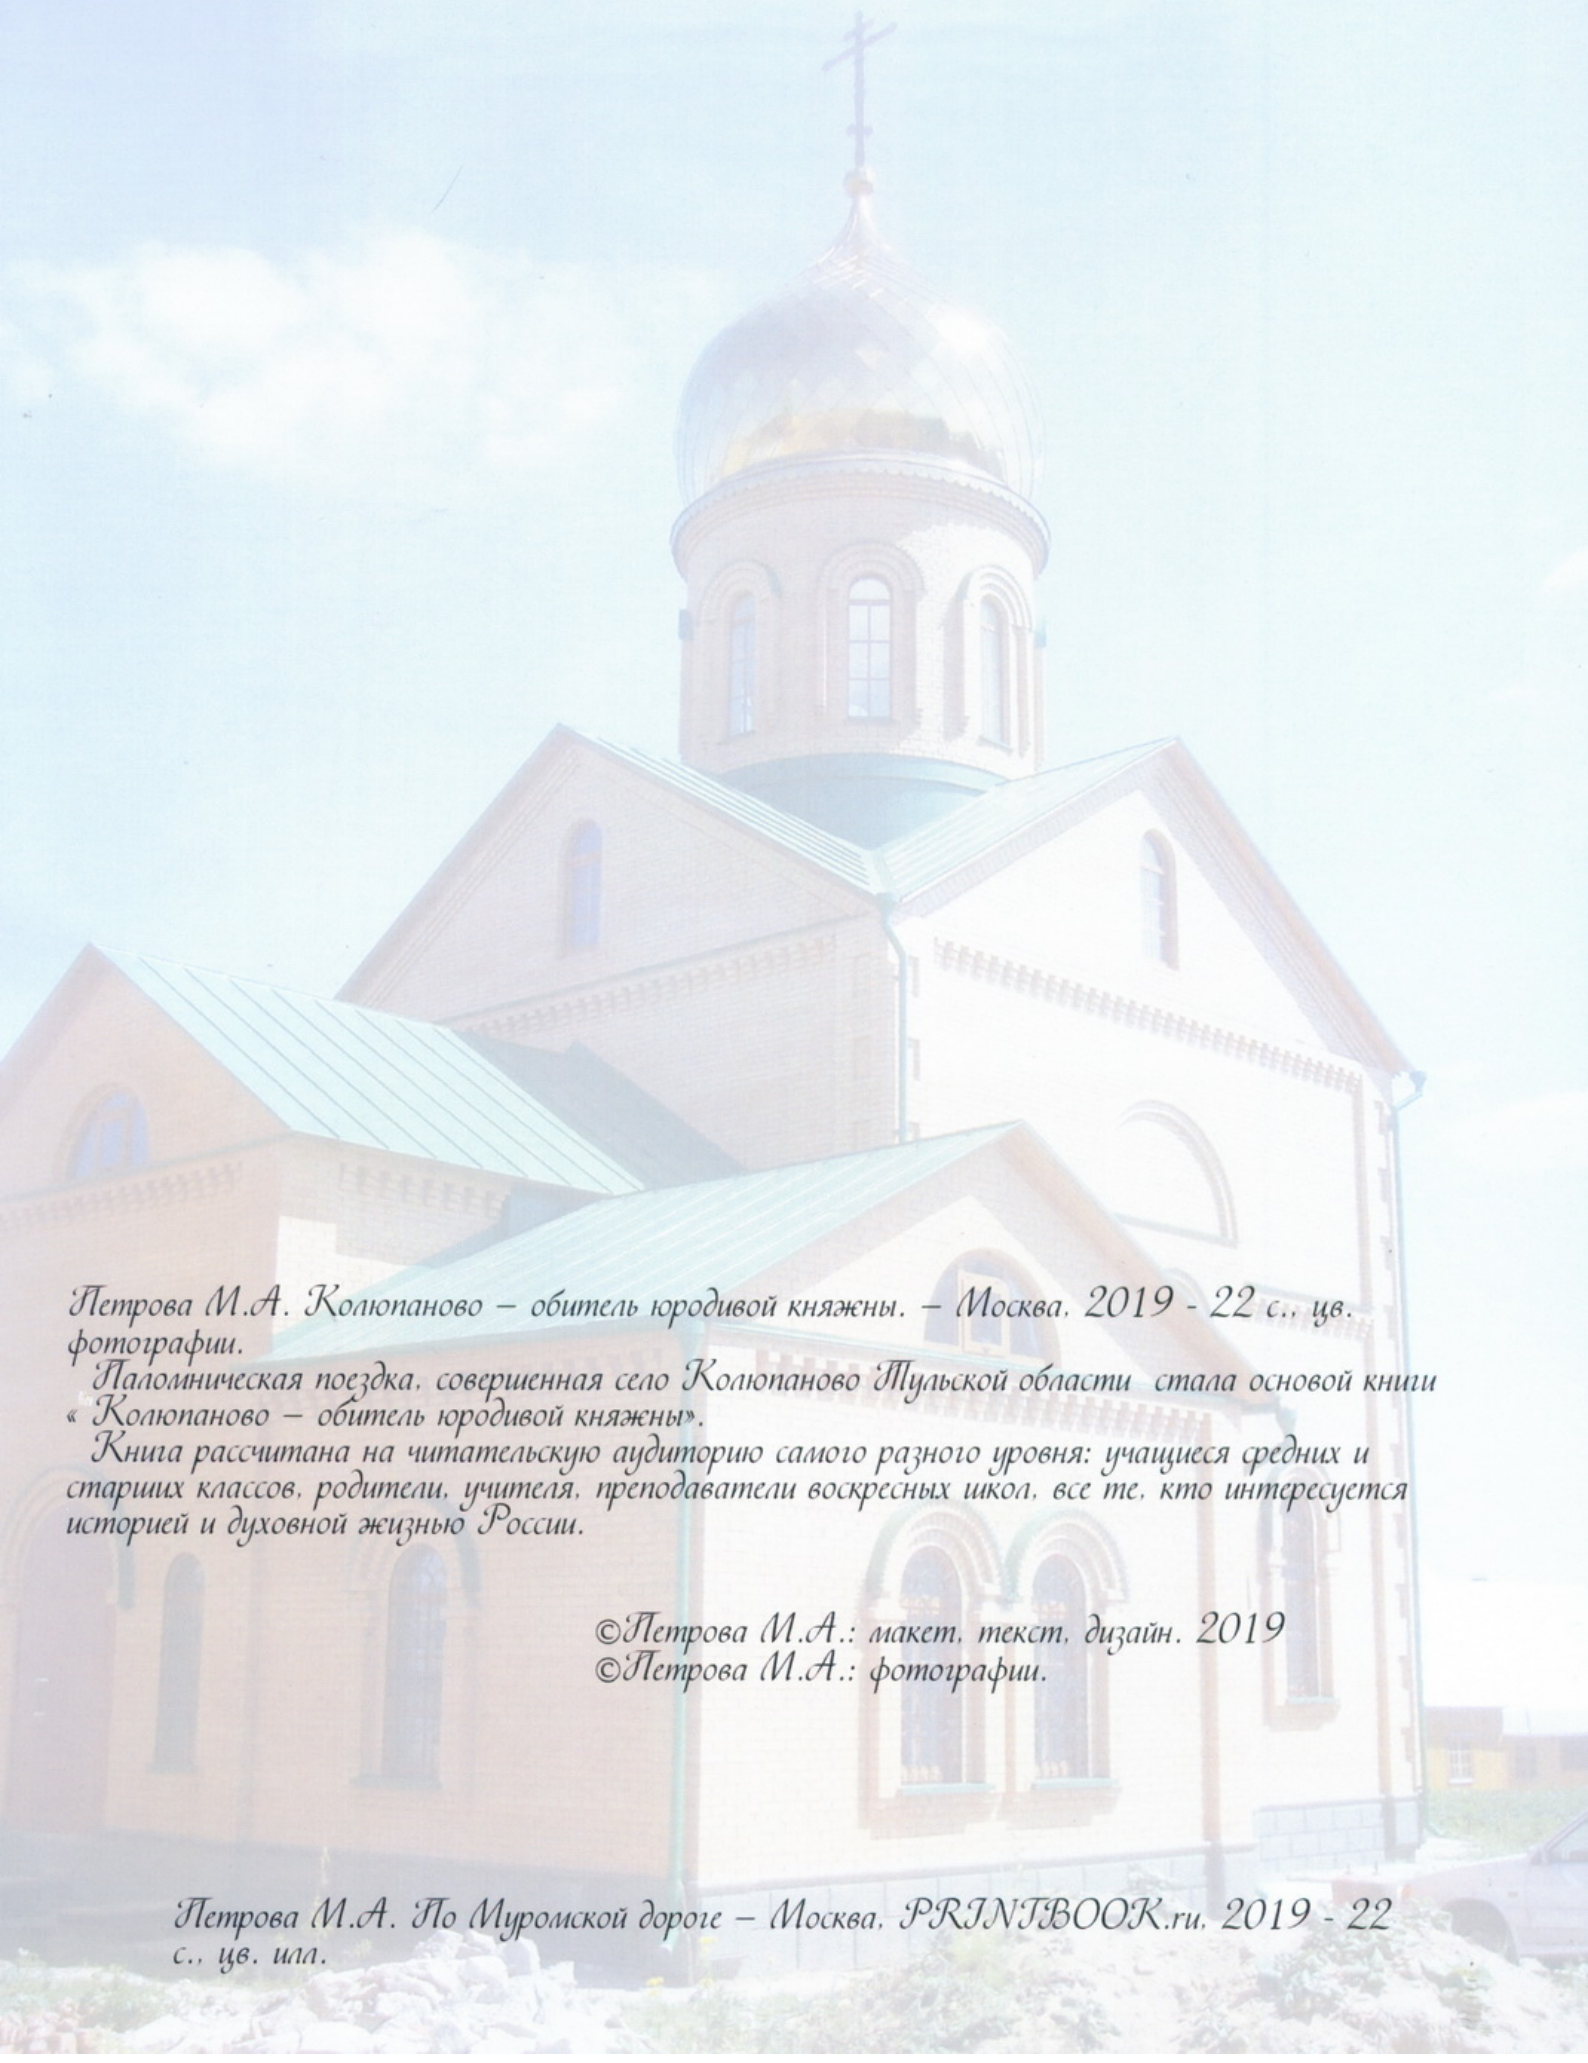 Петрова М.А. Колюпаново – обитель юродивой княжны. – Москва, 2019 - 22 с., цв.
фотографии.
Паломническая поездка, совершенная село Колюпаново Тульской области стала основой книги
« Колюпаново – обитель юродивой княжны».
Книга рассчитана на читательскую аудиторию самого разного уровня: учащиеся средних и
старших классов, родители, учителя, преподаватели воскресных школ, все те, кто интересуется
историей и духовной жизнью России.
©Петрова М.А.: макет, текст, дизайн. 2019
©Петрова М.А.: фотографии.
Петрова М.А. По Муромской дороге – Москва, PRINTBOOK.ru, 2019 - 22
с., цв. илл.